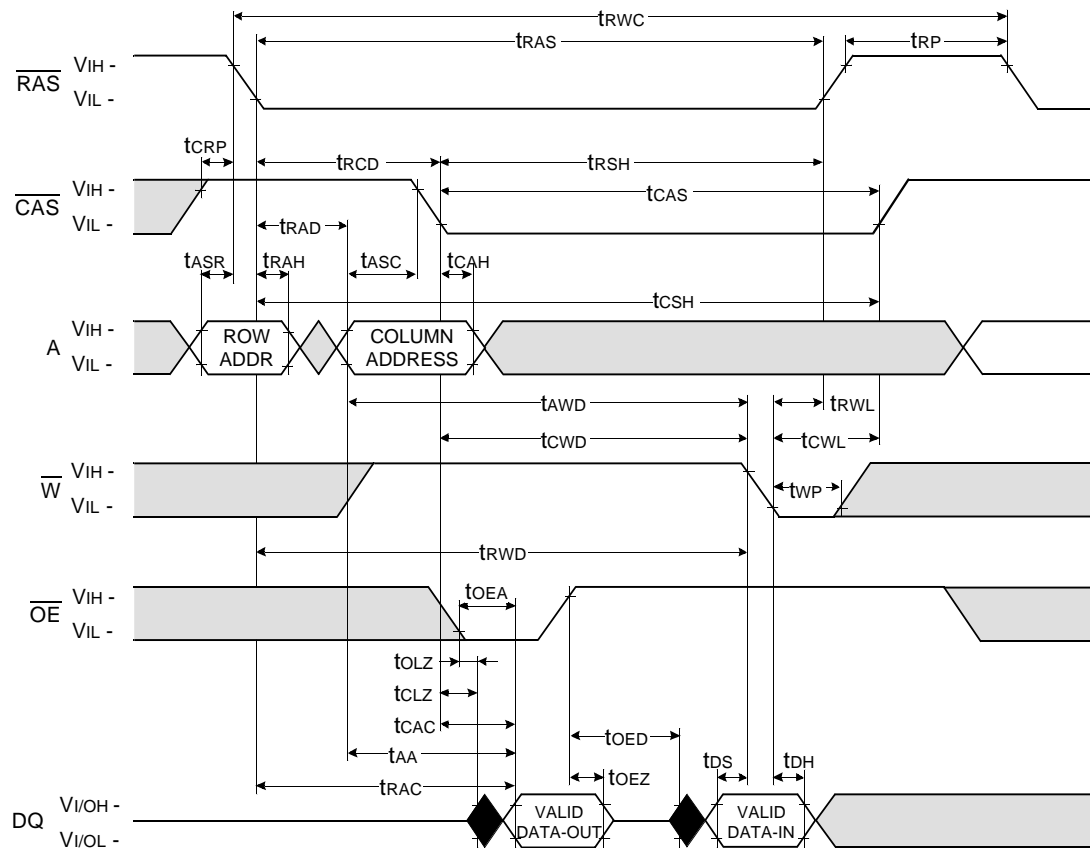 tRWC
tRAS
tRP
RAS
VIH -
VIL -
tCRP
tRCD
tRSH
CAS
VIH -
VIL -
tCAS
tRAD
tASR
tRAH
tASC
tCAH
tCSH
A
VIH -
VIL -
ROW
ADDR
COLUMN
ADDRESS
tAWD
tRWL
tCWD
tCWL
W
VIH -
VIL -
tWP
tRWD
OE
VIH -
VIL -
tOEA
tOLZ
tCLZ
tCAC
tOED
tAA
tDS
tDH
tOEZ
tRAC
DQ
VI/OH -
VI/OL -
VALID
DATA-OUT
VALID
DATA-IN